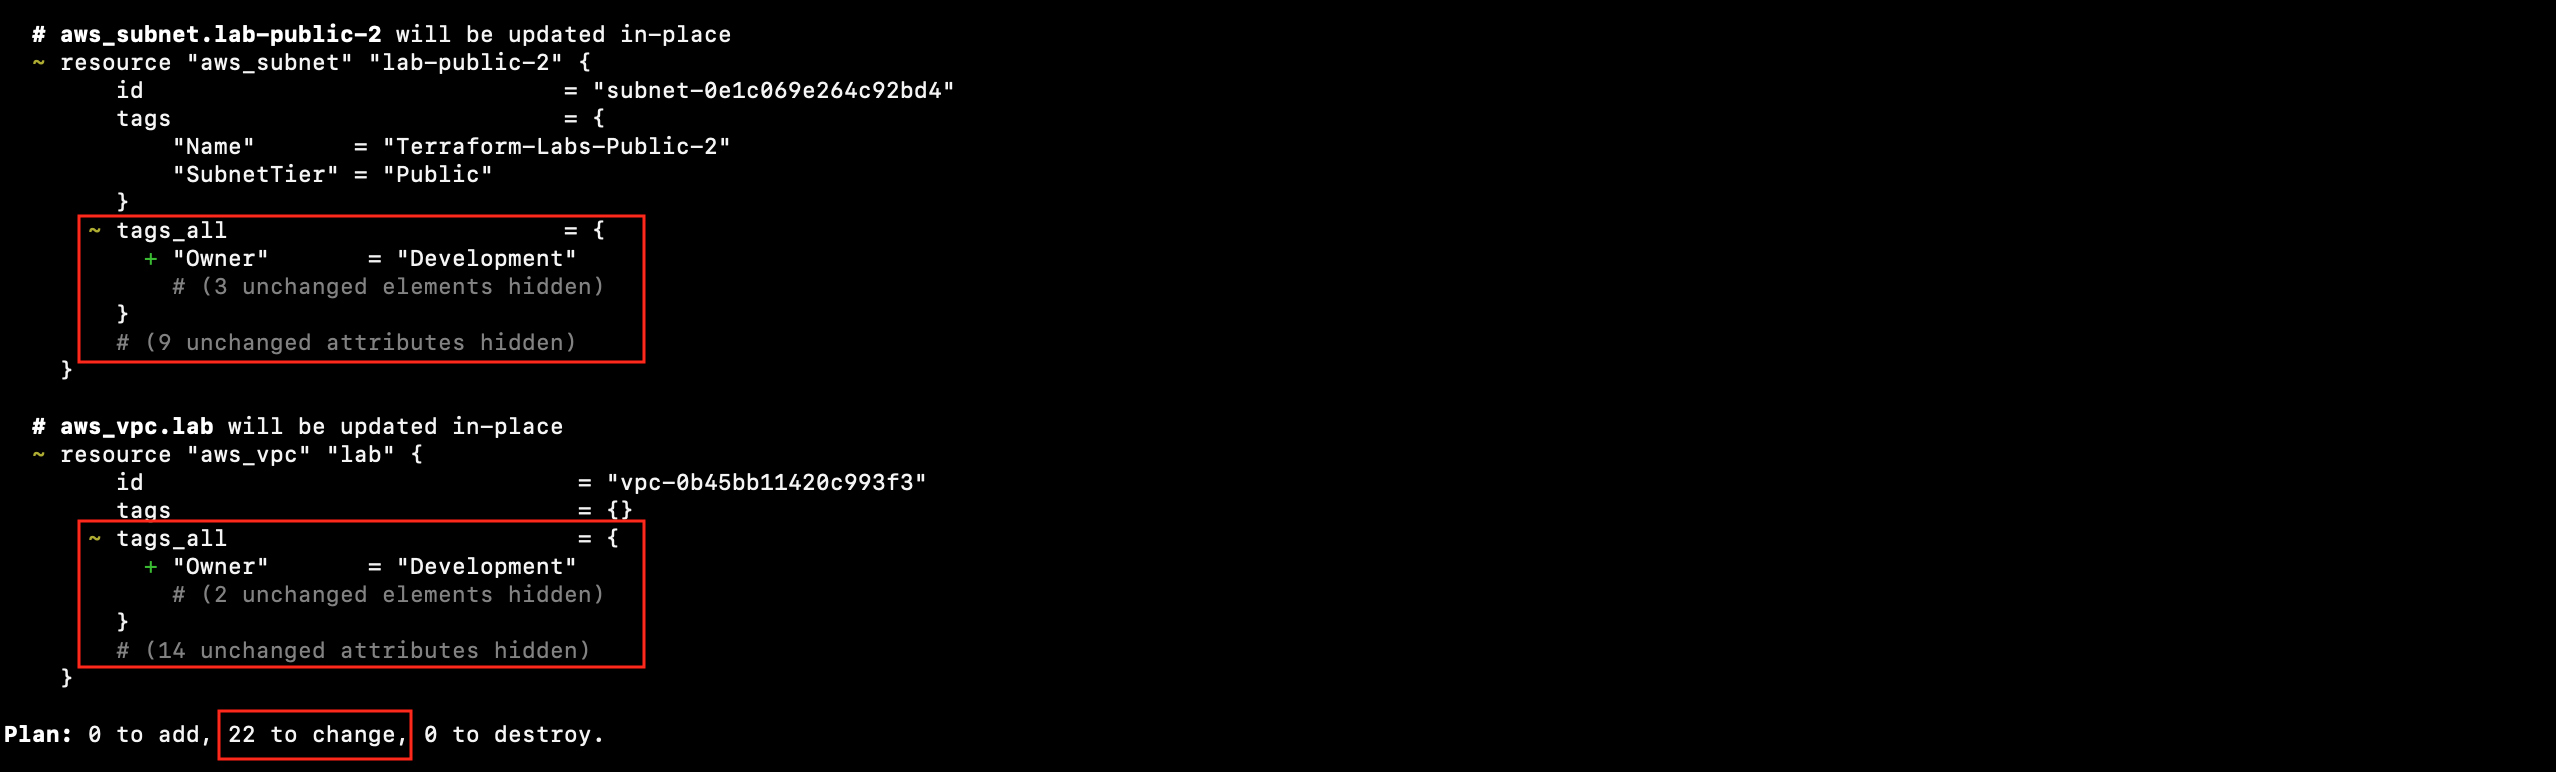 # aws_subnet.lab-public-2 will be updated in-place
~ resource "aws_subnet" "lab-public-2" {
id = "subnet-0e1c069e264c92bd4"
tags = {
"Name" = "Terraform-Labs-Public-2"
"SubnetTier" = "Public"
}
~ tags_all = {
+ "Owner" = "Development"
# (3 unchanged elements hidden)
}
# (9 unchanged attributes hidden)
}
# aws_vpc.lab will be updated in-place
~ resource "aws_vpc" "lab" {
id = "vpc-0b45bb11420c993f3"
tags = {}
~ tags_all = {
+ "Owner" = "Development"
# (2 unchanged elements hidden)
}
# (14 unchanged attributes hidden)
}
Plan: 0 to add, 22 to change, 0 to destroy.